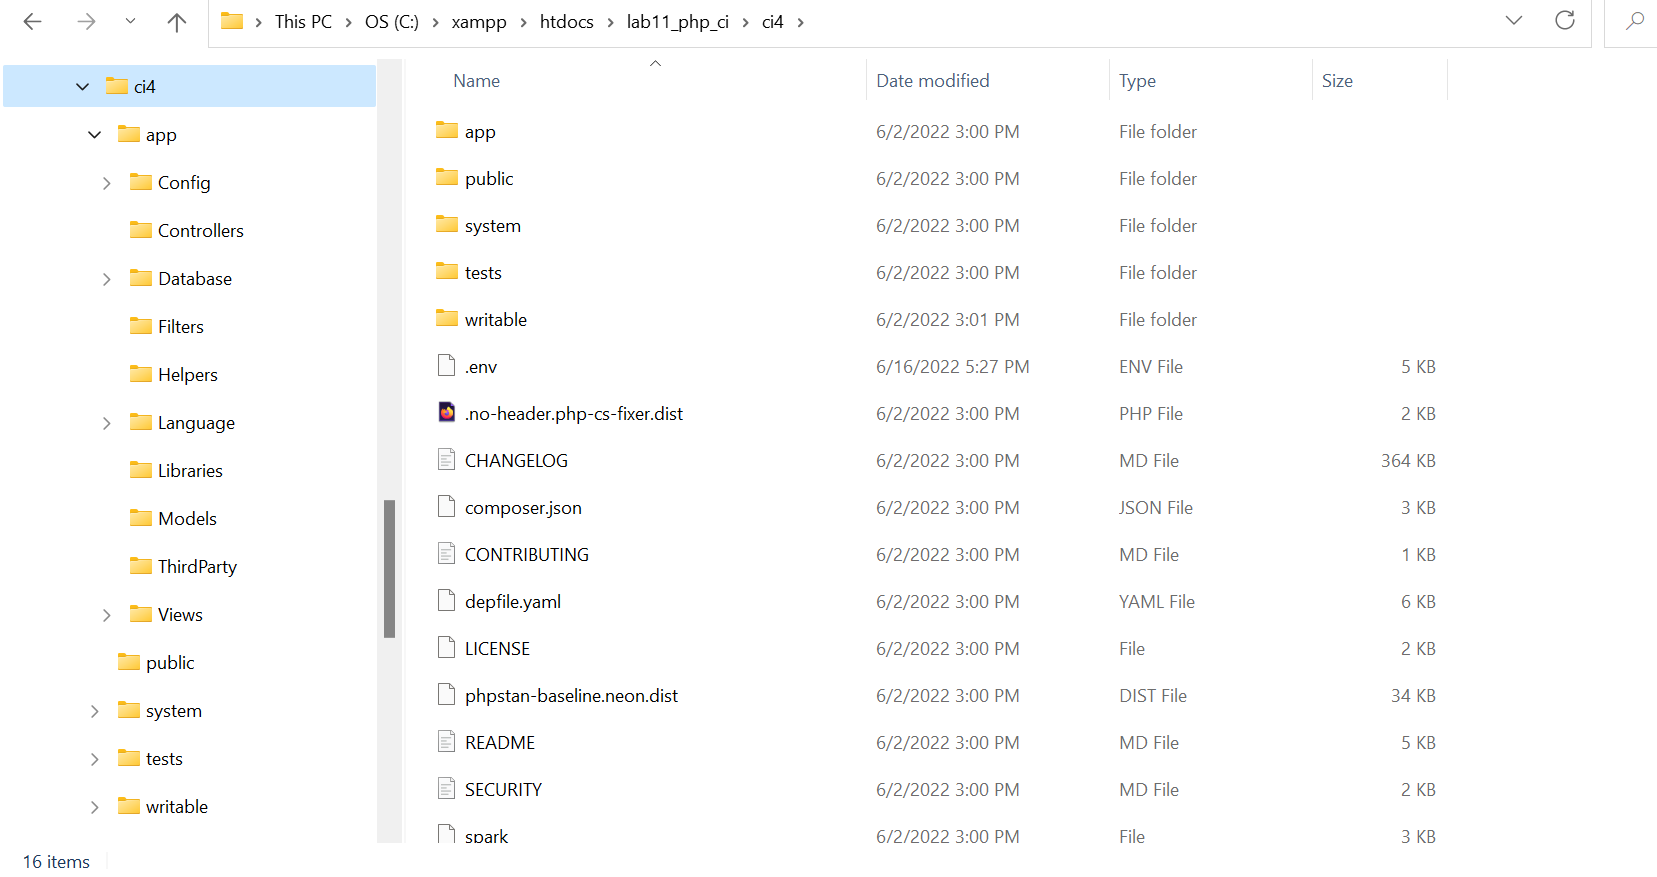 This PC > OS (C:) > xampp > htdocs > lab11_php_ci > ci4 >
ci4
app
Config
Controllers
Database
Filters
Helpers
Language
Libraries
Models
ThirdParty
Views
public
system
tests
writable
Name Date modified Type Size
app 6/2/2022 3:00 PM File folder
public 6/2/2022 3:00 PM File folder
system 6/2/2022 3:00 PM File folder
tests 6/2/2022 3:00 PM File folder
writable 6/2/2022 3:01 PM File folder
.env 6/16/2022 5:27 PM ENV File 5 KB
.no-header.php-cs-fixer.dist 6/2/2022 3:00 PM PHP File 2 KB
CHANGELOG 6/2/2022 3:00 PM MD File 364 KB
composer.json 6/2/2022 3:00 PM JSON File 3 KB
CONTRIBUTING 6/2/2022 3:00 PM MD File 1 KB
depfile.yaml 6/2/2022 3:00 PM YAML File 6 KB
LICENSE 6/2/2022 3:00 PM File 2 KB
phpstan-baseline.neon.dist 6/2/2022 3:00 PM DIST File 34 KB
README 6/2/2022 3:00 PM MD File 5 KB
SECURITY 6/2/2022 3:00 PM MD File 2 KB
spark 6/2/2022 3:00 PM File 3 KB
16 items